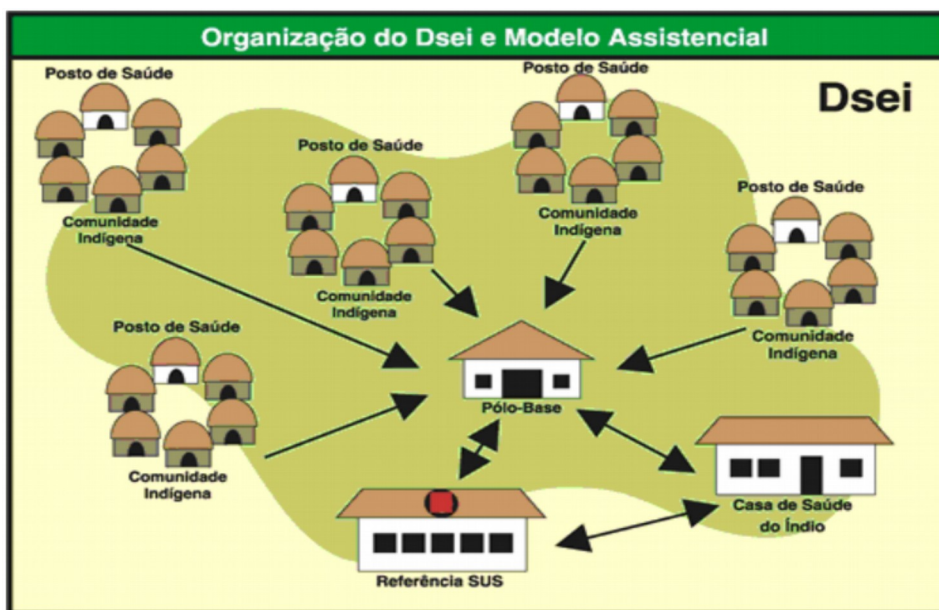 Organização do Dsei e Modelo Assistencial
Dsei
Posto de Saúde
Comunidade
Indígena
Posto de Saúde
Comunidade
Indígena
Posto de Saúde
Comunidade
Indígena
Posto de Saúde
Comunidade
Indígena
Posto de Saúde
Comunidade
Indígena
Pólo-Base
Casa de Saúde
do Índio
Referência SUS